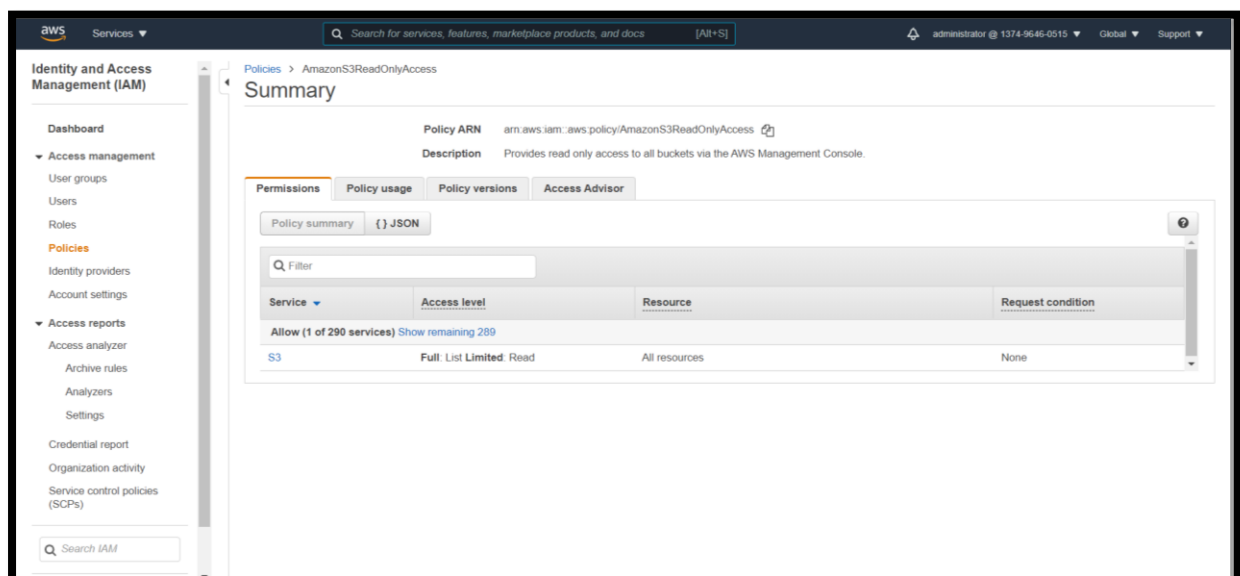 aws Services ▼ Search for services, features, marketplace products, and docs [Alt+S] administrator @ 1374-9646-0515 ▼ Global ▼ Support ▼
Identity and Access
Management (IAM)
Dashboard
Access management
User groups
Users
Roles
Policies
Identity providers
Account settings
Access reports
Access analyzer
Archive rules
Analyzers
Settings
Credential report
Organization activity
Service control policies
(SCPs)
Search IAM
Policies > AmazonS3ReadOnlyAccess
Summary
Policy ARN arn:aws:iam::aws:policy/AmazonS3ReadOnlyAccess
Description Provides read only access to all buckets via the AWS Management Console.
Permissions Policy usage Policy versions Access Advisor
Policy summary { } JSON
Filter
Service Access level Resource Request condition
Allow (1 of 290 services) Show remaining 289
S3 Full: List Limited: Read All resources None